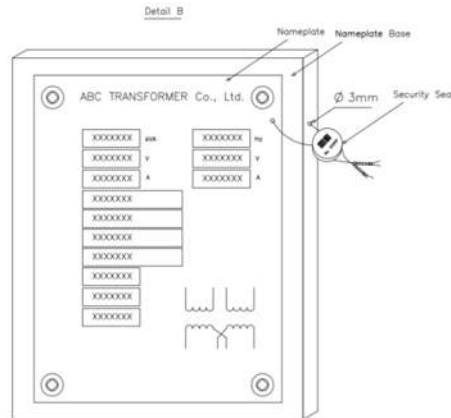 Detail B
Nameplate
Nameplate Base
ABC TRANSFORMER Co., Ltd.
Ø 3mm
Security Sea
XXXXXXX kVA XXXXXXX Hz
XXXXXXX V XXXXXXX V
XXXXXXX A XXXXXXX A
XXXXXXX
XXXXXXX
XXXXXXX
XXXXXXX
XXXXXXX
XXXXXXX
XXXXXXX